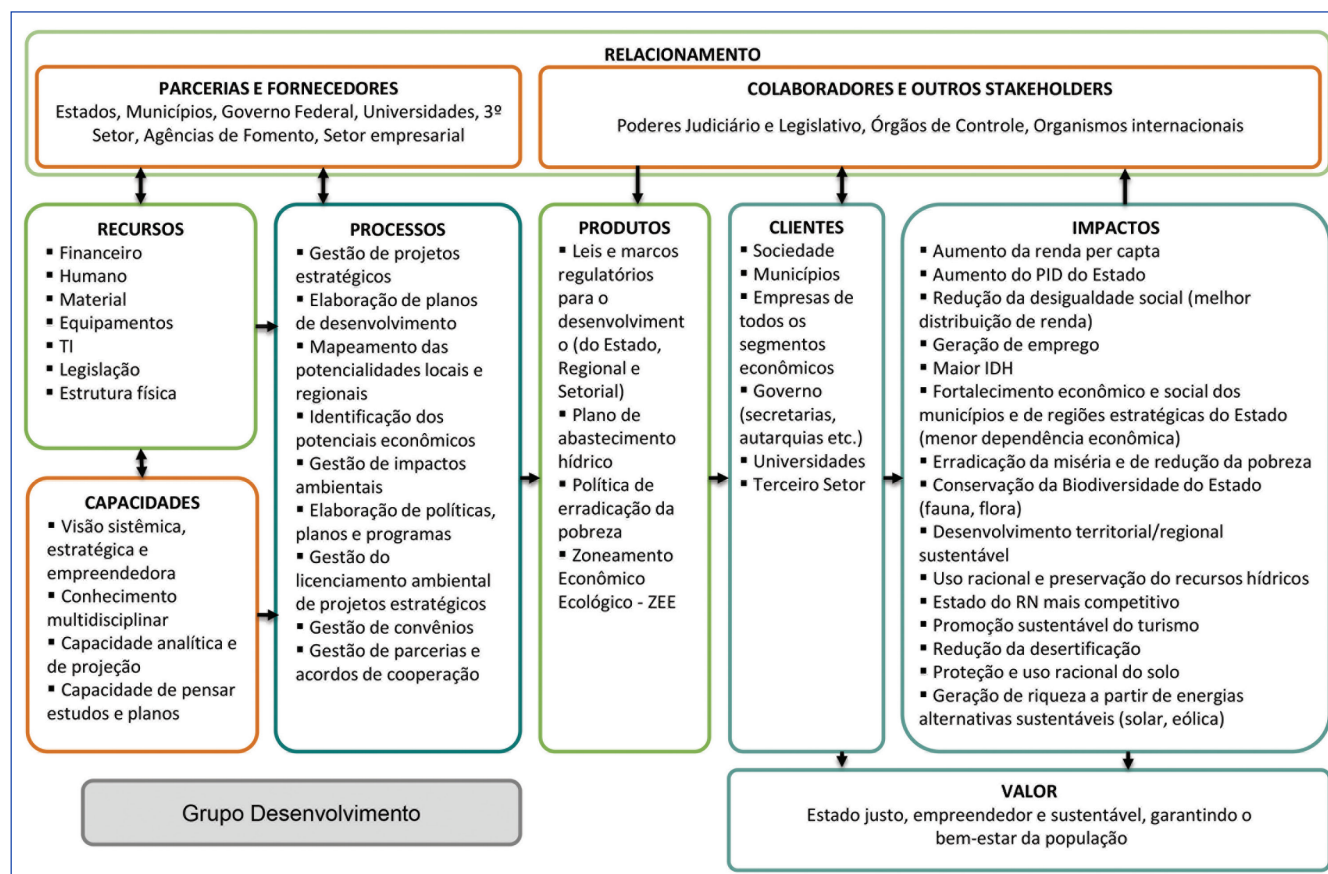 RELACIONAMENTO
PARCERIAS E FORNECEDORES
Estados, Municípios, Governo Federal, Universidades, 3º
Setor, Agências de Fomento, Setor empresarial
COLABORADORES E OUTROS STAKEHOLDERS
Poderes Judiciário e Legislativo, Órgãos de Controle, Organismos internacionais
RECURSOS
▪ Financeiro
▪ Humano
▪ Material
▪ Equipamentos
▪ TI
▪ Legislação
▪ Estrutura física
CAPACIDADES
▪ Visão sistêmica,
estratégica e
empreendedora
▪ Conhecimento
multidisciplinar
▪ Capacidade analítica e
de projeção
▪ Capacidade de pensar
estudos e planos
PROCESSOS
▪ Gestão de projetos
estratégicos
▪ Elaboração de planos
de desenvolvimento
▪ Mapeamento das
potencialidades locais e
regionais
▪ Identificação dos
potenciais econômicos
▪ Gestão de impactos
ambientais
▪ Elaboração de políticas,
planos e programas
▪ Gestão do
licenciamento ambiental
de projetos estratégicos
▪ Gestão de convênios
▪ Gestão de parcerias e
acordos de cooperação
PRODUTOS
▪ Leis e marcos
regulatórios
para o
desenvolviment
o (do Estado,
Regional e
Setorial)
▪ Plano de
abastecimento
hídrico
▪ Política de
erradicação da
pobreza
▪ Zoneamento
Econômico
Ecológico - ZEE
CLIENTES
▪ Sociedade
▪ Municípios
▪ Empresas de
todos os
segmentos
econômicos
▪ Governo
(secretarias,
autarquias etc.)
▪ Universidades
▪ Terceiro Setor
IMPACTOS
▪ Aumento da renda per capta
▪ Aumento do PID do Estado
▪ Redução da desigualdade social (melhor
distribuição de renda)
▪ Geração de emprego
▪ Maior IDH
▪ Fortalecimento econômico e social dos
municípios e de regiões estratégicas do Estado
(menor dependência econômica)
▪ Erradicação da miséria e de redução da pobreza
▪ Conservação da Biodiversidade do Estado
(fauna, flora)
▪ Desenvolvimento territorial/regional
sustentável
▪ Uso racional e preservação do recursos hídricos
▪ Estado do RN mais competitivo
▪ Promoção sustentável do turismo
▪ Redução da desertificação
▪ Proteção e uso racional do solo
▪ Geração de riqueza a partir de energias
alternativas sustentáveis (solar, eólica)
Grupo Desenvolvimento
VALOR
Estado justo, empreendedor e sustentável, garantindo o
bem-estar da população